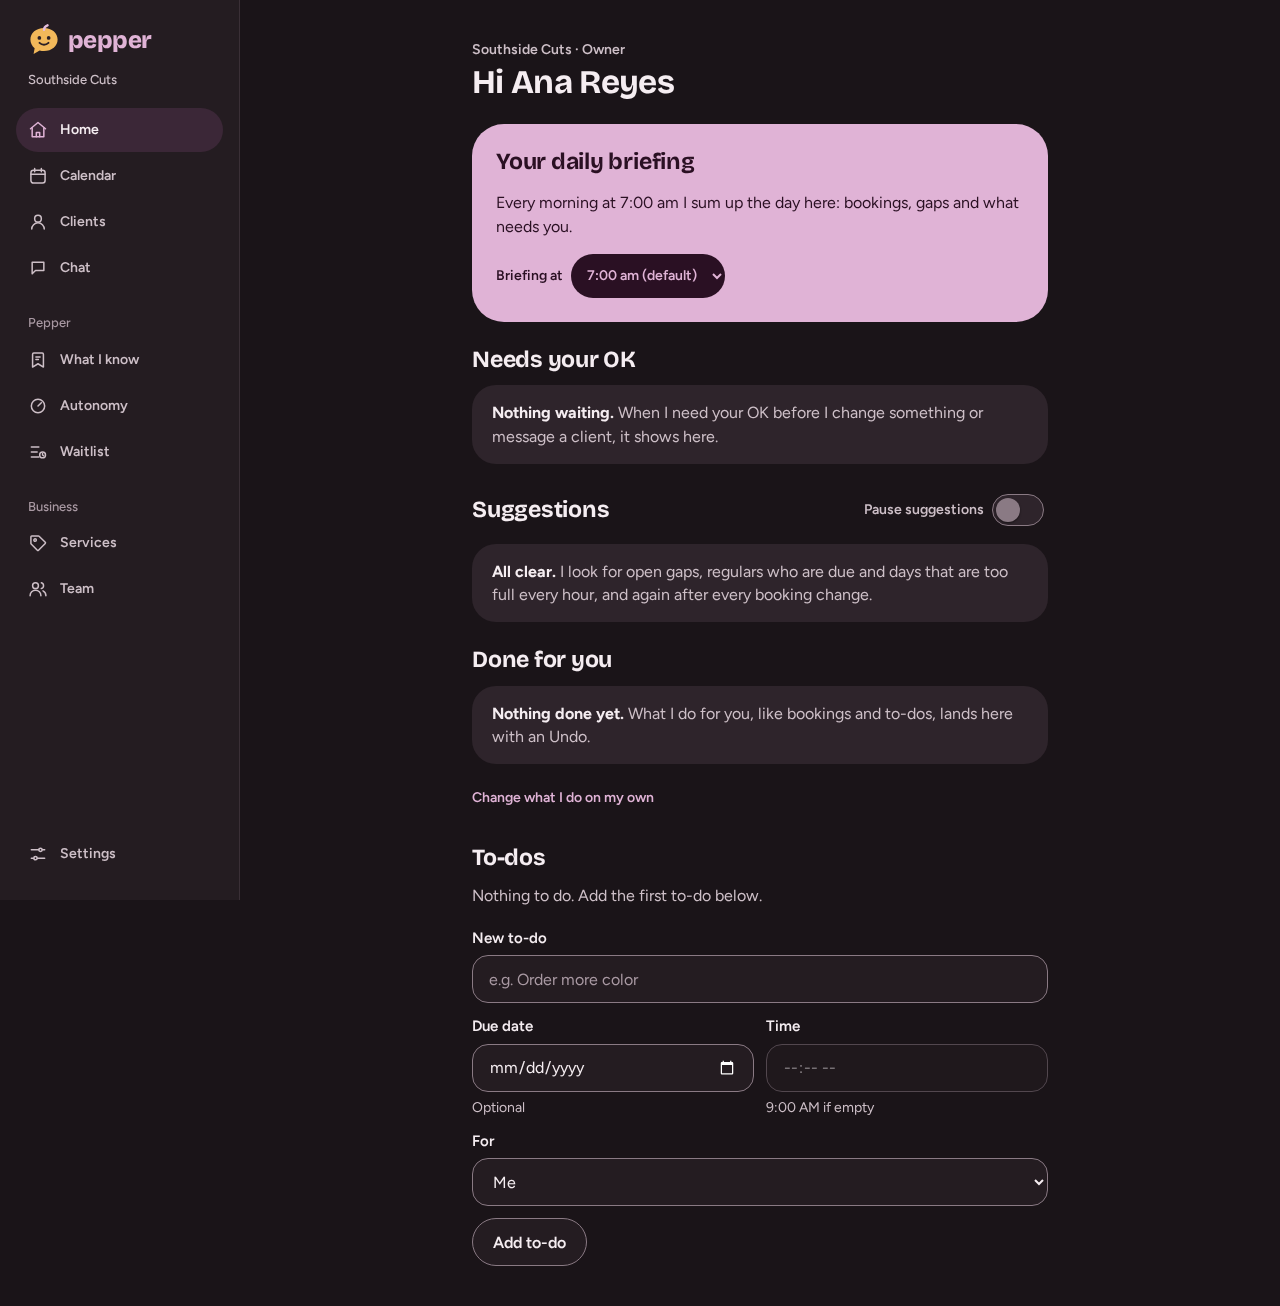 pepper
Southside Cuts
Home
Calendar
Clients
Chat
Pepper
What I know
Autonomy
Waitlist
Business
Services
Team
Settings
Southside Cuts · Owner
Hi Ana Reyes
Your daily briefing
Every morning at 7:00 am I sum up the day here: bookings, gaps and what
needs you.
Briefing at 7:00 am (default)
Needs your OK
Nothing waiting. When I need your OK before I change something or
message a client, it shows here.
Suggestions
Pause suggestions
All clear. I look for open gaps, regulars who are due and days that are too
full every hour, and again after every booking change.
Done for you
Nothing done yet. What I do for you, like bookings and to-dos, lands here
with an Undo.
Change what I do on my own
To-dos
Nothing to do. Add the first to-do below.
New to-do
e.g. Order more color
Due date
Time
mm/dd/yyyy
--:-- --
Optional
9:00 AM if empty
For
Me
Add to-do